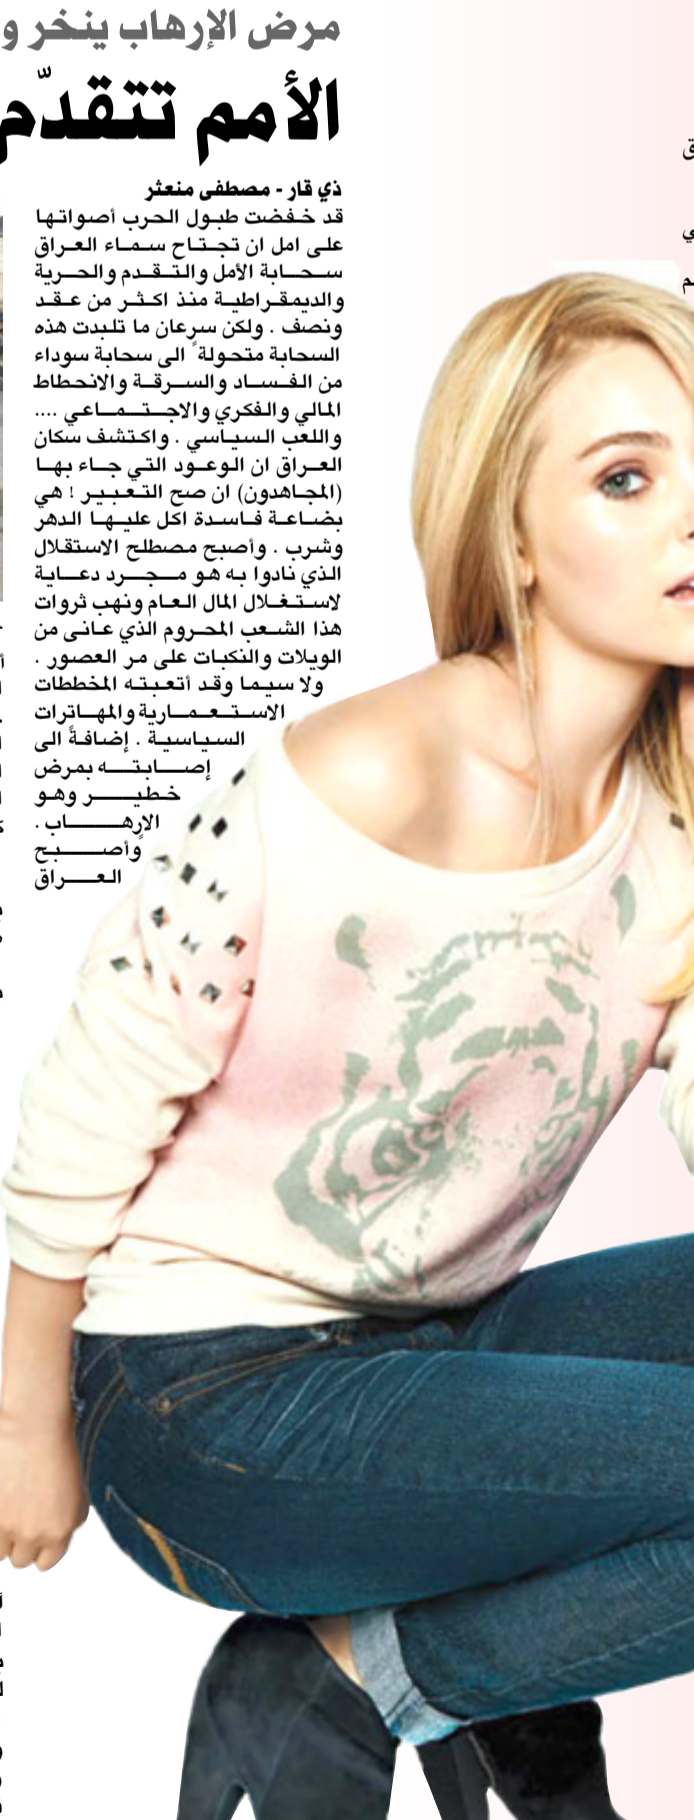 مرض الإرهاب ينخر و
الأمم تتقدّم
ذي قار - مصطفى منعثر
قد خفضت طبول الحرب أصواتها
على امل ان تجتاح سماء العراق
سحابة الأمل والتقدم والحرية
والديمقراطية منذ اكثر من عقد
ونصف . ولكن سرعان ما تلبدت هذه
السحابة متحولةً الى سحابة سوداء
من الفساد والسرقة والانحطاط
المالي والفكري والاجتماعي ....
واللعب السياسي . واكتشف سكان
العراق ان الوعود التي جاء بها
(المجاهدون) ان صح التعبير ! هي
بضاعة فاسدة اكل عليها الدهر
وشرب . وأصبح مصطلح الاستقلال
الذي نادوا به هو مجرد دعاية
لاستغلال المال العام ونهب ثروات
هذا الشعب المحروم الذي عانى من
الويلات والنكبات على مر العصور .
ولا سيما وقد أتعبته المخططات
الاستعمارية والمهاترات
السياسية . إضافةً الى
إصابته بمرض
خطير وهو
الإرهاب .
وأصبح
العراق